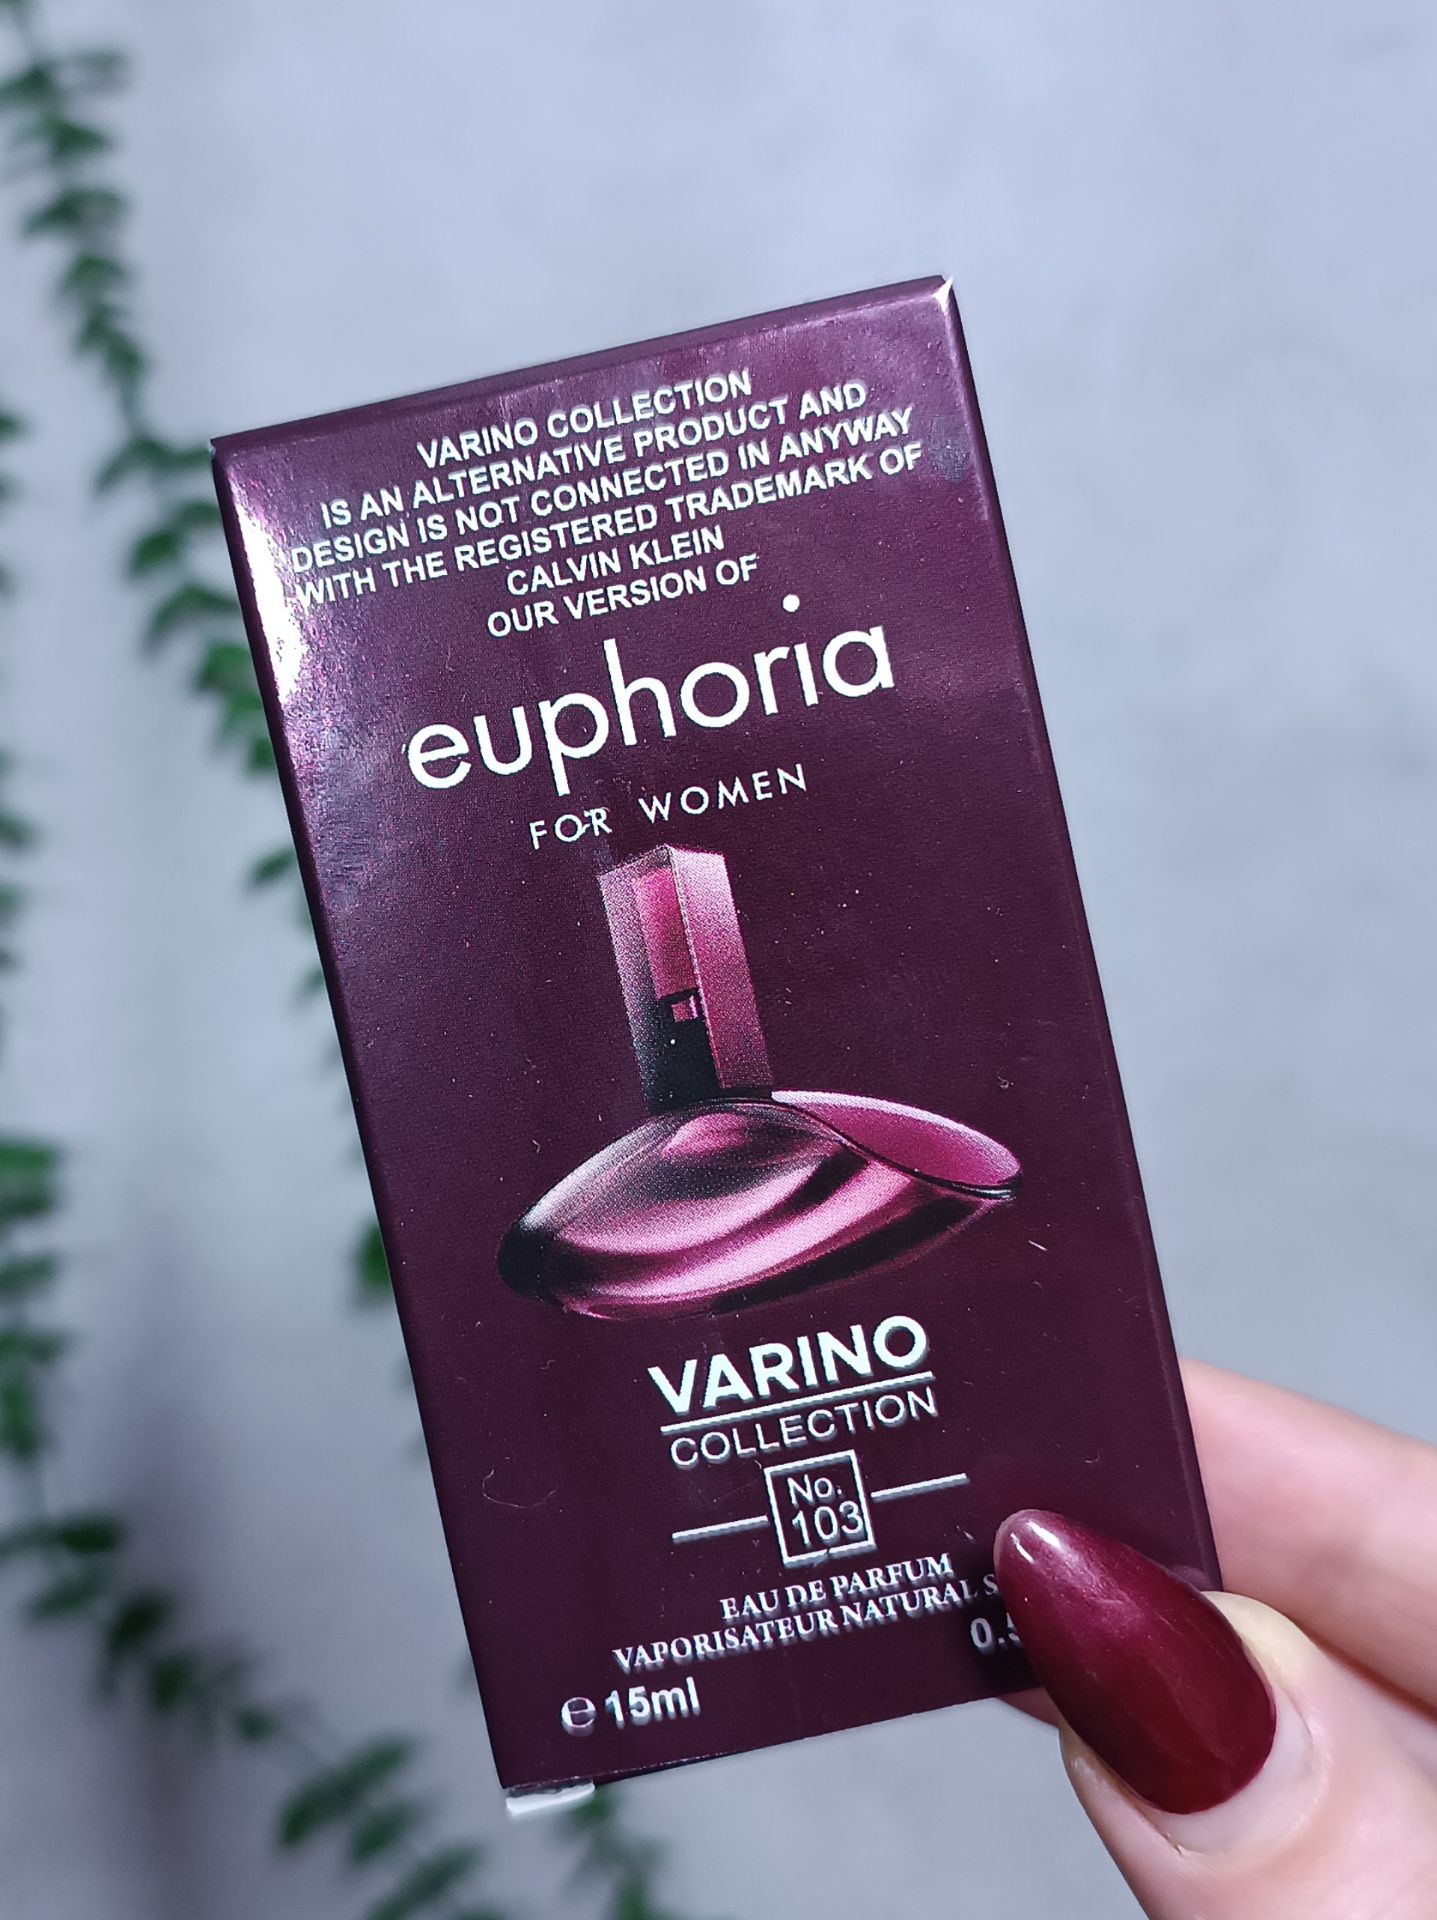 VARINO COLLECTION
IS AN ALTERNATIVE PRODUCT AND
DESIGN IS NOT CONNECTED IN ANYWAY
WITH THE REGISTERED TRADEMARK OF
CALVIN KLEIN
OUR VERSION OF
euphoria
FOR WOMEN
VARINO
COLLECTION
No.
103
EAU DE PARFUM
VAPORISATEUR NATURAL
e 15ml